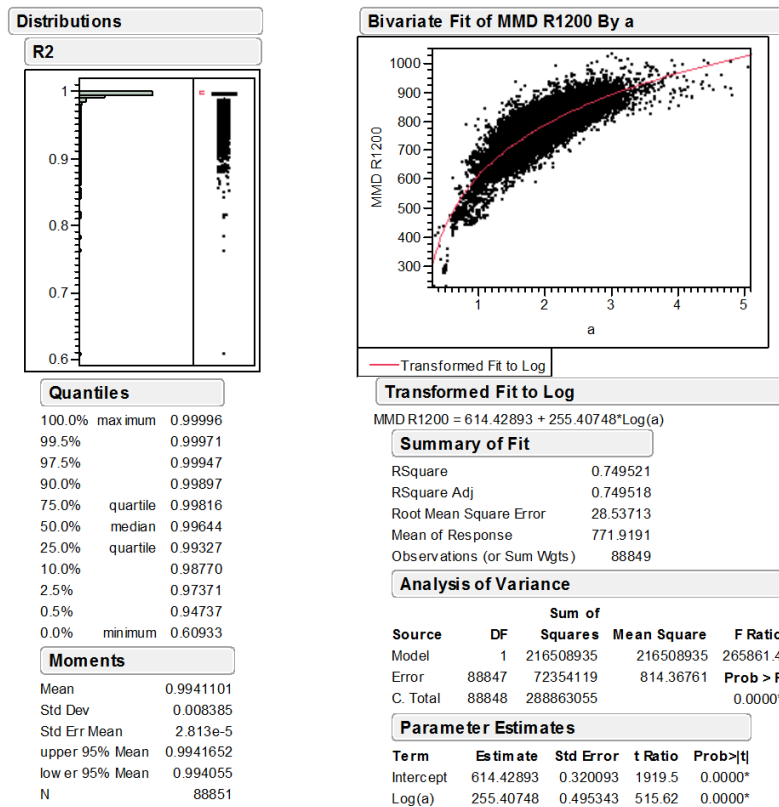 Distributions
R2
1
0.9
0.8
0.7
0.6
Quantiles
100.0% maximum 0.99996
99.5% 0.99971
97.5% 0.99947
90.0% 0.99897
75.0% quartile 0.99816
50.0% median 0.99644
25.0% quartile 0.99327
10.0% 0.98770
2.5% 0.97371
0.5% 0.94737
0.0% minimum 0.60933
Moments
Mean 0.9941101
Std Dev 0.008385
Std Err Mean 2.813e-5
upper 95% Mean 0.9941652
lower 95% Mean 0.994055
N 88851
Bivariate Fit of MMD R1200 By a
MMD R1200
1000
900
800
700
600
500
400
300
1 2 3 4 5
a
Transformed Fit to Log
Transformed Fit to Log
MMD R1200 = 614.42893 + 255.40748*Log(a)
Summary of Fit
RSquare 0.749521
RSquare Adj 0.749518
Root Mean Square Error 28.53713
Mean of Response 771.9191
Observations (or Sum Wgts) 88849
Analysis of Variance
Sum of
Source DF Squares Mean Square F Ratio
Model 1 216508935 216508935 265861.4
Error 88847 72354119 814.36761 Prob > F
C. Total 88848 288863055 0.0000*
Parameter Estimates
Term Estimate Std Error t Ratio Prob>|t|
Intercept 614.42893 0.320093 1919.5 0.0000*
Log(a) 255.40748 0.495343 515.62 0.0000*